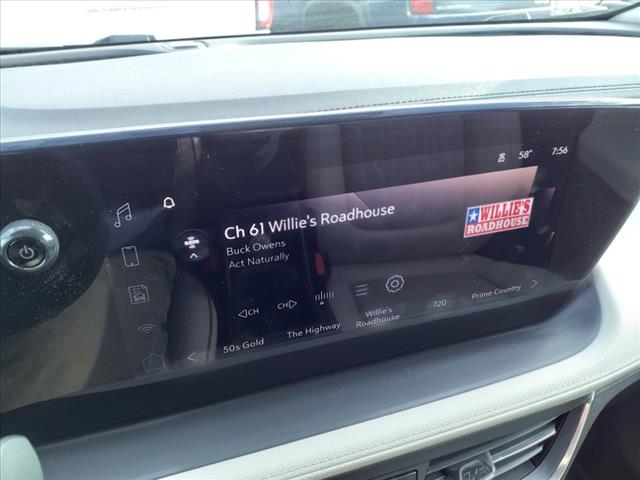 58° 7:56
Ch 61 Willie's Roadhouse
Buck Owens
Act Naturally
WILLIE'S
ROADHOUSE
CH CH
50s Gold The Highway Willie's Roadhouse 720 Prime Country